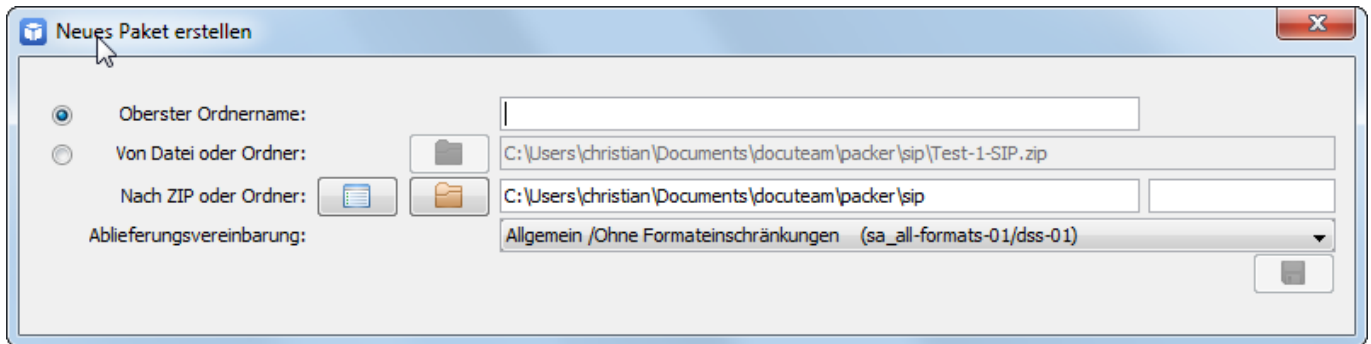 Neues Paket erstellen
Oberster Ordnername:
Von Datei oder Ordner: C:\Users\christian\Documents\docuteam\packer\sip\Test-1-SIP.zip
Nach ZIP oder Ordner: C:\Users\christian\Documents\docuteam\packer\sip
Ablieferungsvereinbarung: Allgemein /Ohne Formateinschränkungen (sa_all-formats-01/dss-01)